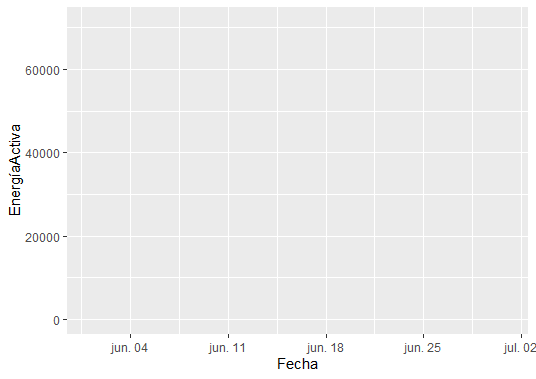 60000
40000
20000
0
EnergíaActiva
jun. 04
jun. 11
jun. 18
jun. 25
jul. 02
Fecha